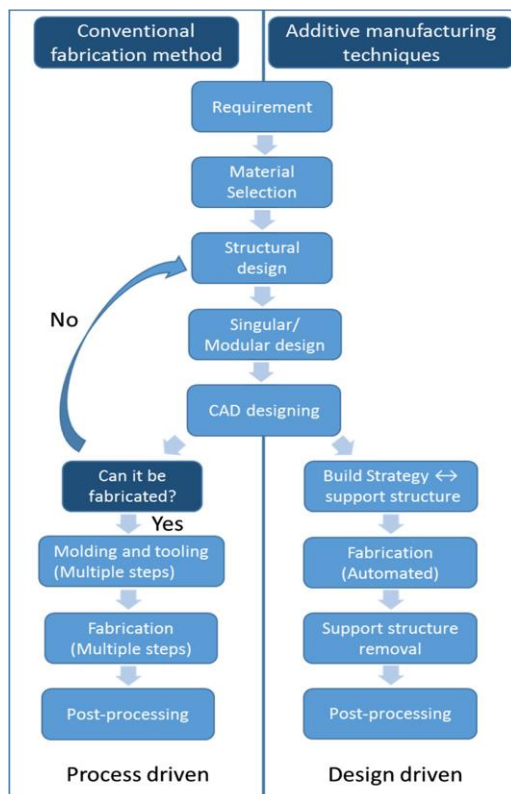 Conventional
fabrication method
Additive manufacturing
techniques
Requirement
Material
Selection
Structural
design
No
Singular/
Modular design
CAD designing
Can it be
fabricated?
Yes
Molding and tooling
(Multiple steps)
Fabrication
(Multiple steps)
Post-processing
Process driven
Build Strategy ↔
support structure
Fabrication
(Automated)
Support structure
removal
Post-processing
Design driven